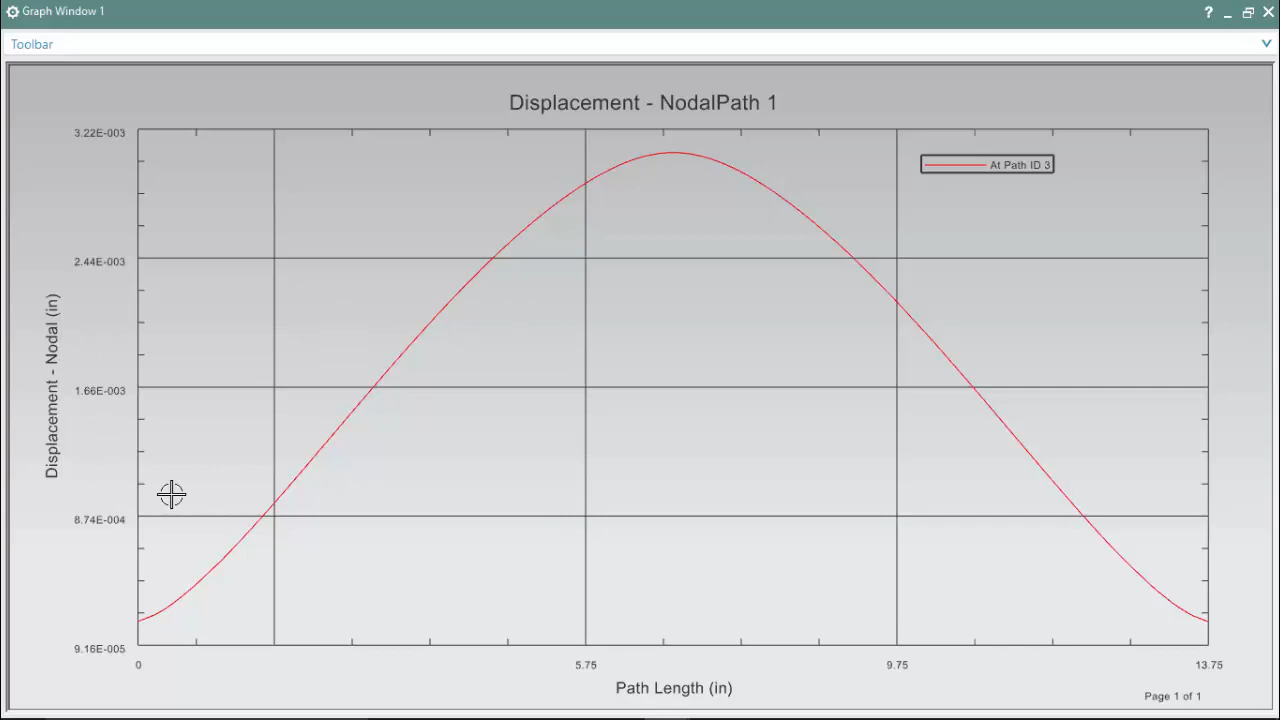 Graph Window 1
?
Toolbar
Displacement - NodalPath 1
3.22E-003
At Path ID 3
2.44E-003
1.66E-003
8.74E-004
9.16E-005
Displacement - Nodal (in)
0 5.75 9.75 13.75
Path Length (in)
Page 1 of 1